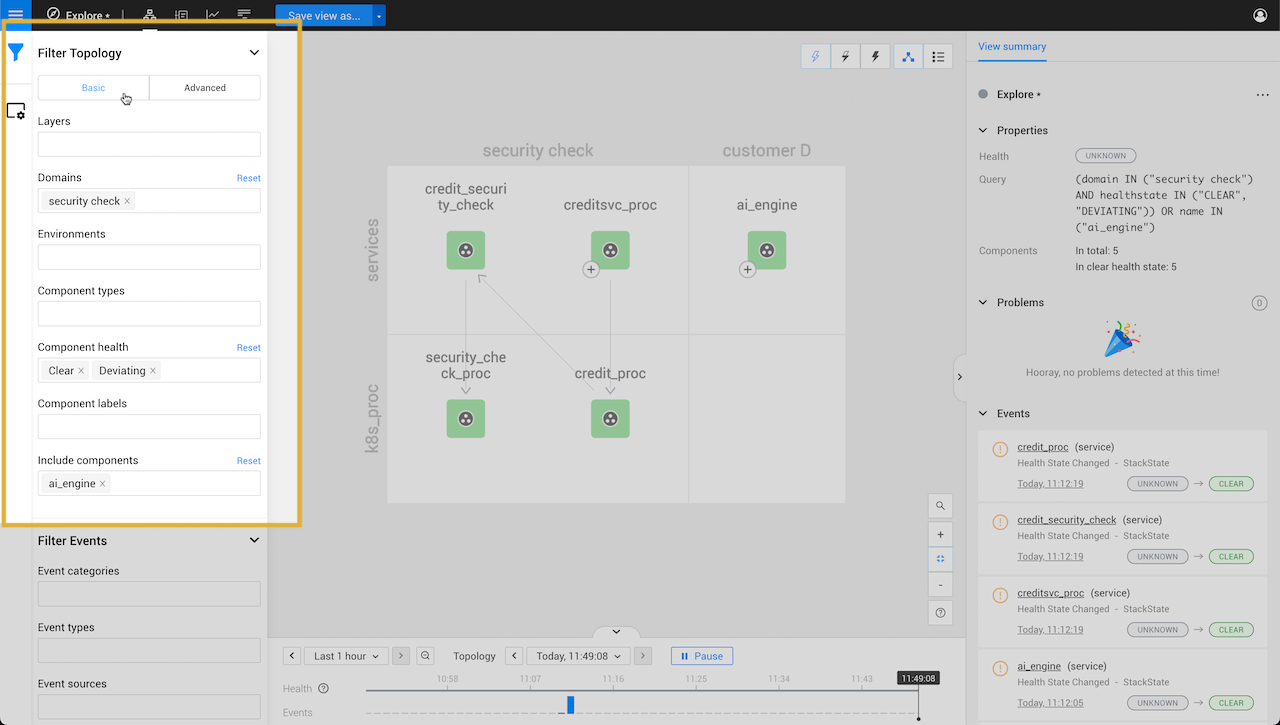 Explore *
Save view as...
Filter Topology
Basic
Advanced
Layers
Domains
Reset
security check ×
Environments
Component types
Component health
Reset
Clear ×
Deviating ×
Component labels
Include components
Reset
ai_engine ×
Filter Events
Event categories
Event types
Event sources
security check
customer D
services
k8s_proc
credit_securi
ty_check
creditsvc_proc
ai_engine
+
+
security_che
ck_proc
credit_proc
+
-
Last 1 hour
Topology
Today, 11:49:08
Pause
10:58
11:07
11:16
11:25
11:34
11:43
11:49:08
Health
Events
View summary
Explore *
...
Properties
Health
UNKNOWN
Query
(domain IN ("security check")
AND healthstate IN ("CLEAR",
"DEVIATING")) OR name IN
("ai_engine")
Components
In total: 5
In clear health state: 5
Problems
0
Hooray, no problems detected at this time!
Events
credit_proc (service)
Health State Changed - StackState
Today, 11:12:19
UNKNOWN → CLEAR
credit_security_check (service)
Health State Changed - StackState
Today, 11:12:19
UNKNOWN → CLEAR
creditsvc_proc (service)
Health State Changed - StackState
Today, 11:12:19
UNKNOWN → CLEAR
ai_engine (service)
Health State Changed - StackState
Today, 11:12:05
UNKNOWN → CLEAR